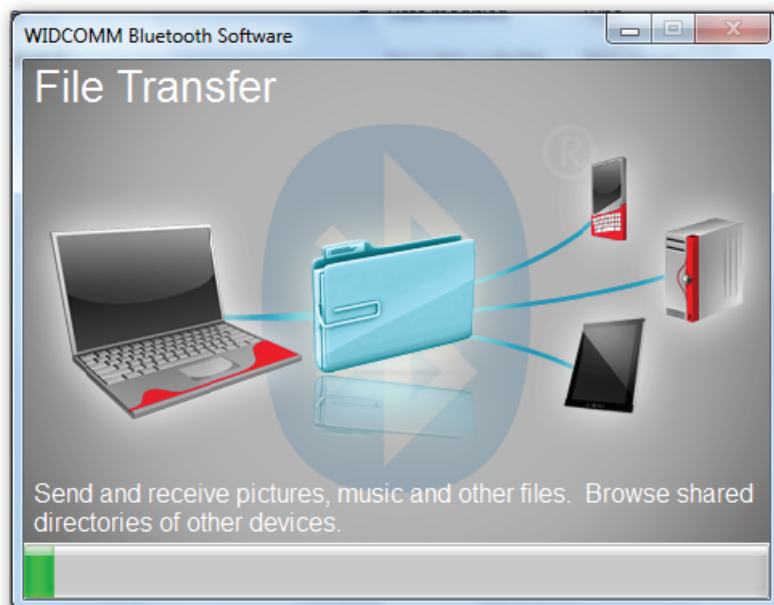 WIDCOMM Bluetooth Software
File Transfer
®
Send and receive pictures, music and other files.  Browse shared
directories of other devices.